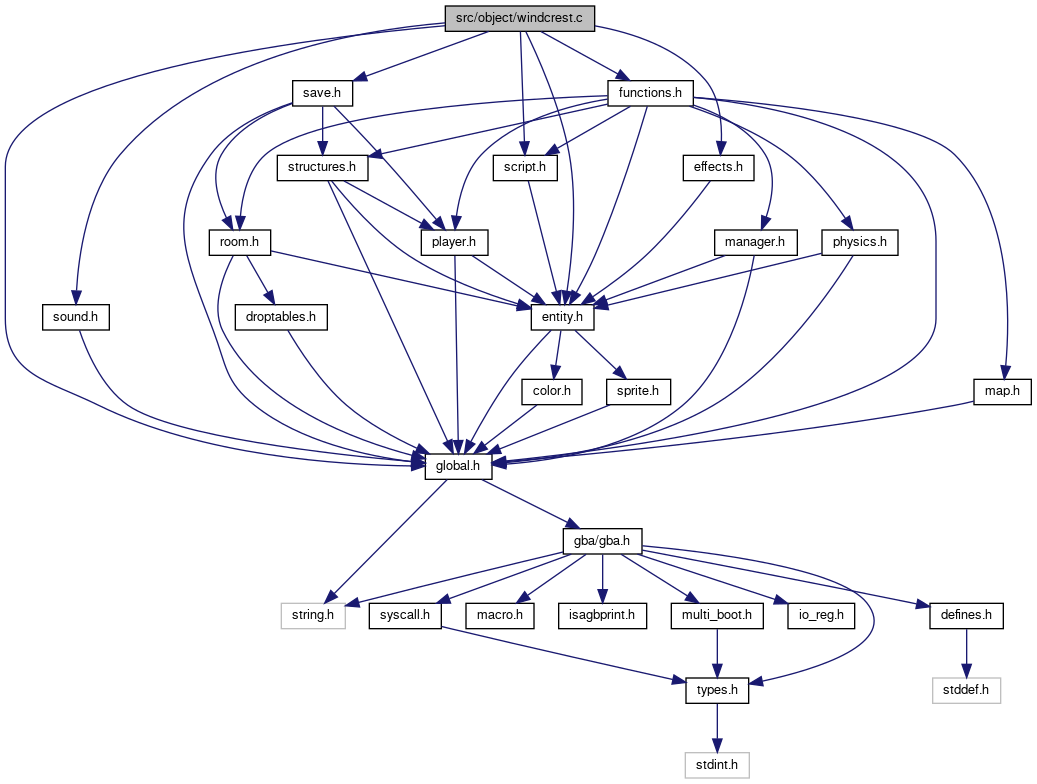 src/object/windcrest.c
save.h
functions.h
structures.h
script.h
effects.h
room.h
player.h
manager.h
physics.h
sound.h
droptables.h
entity.h
color.h
sprite.h
map.h
global.h
gba/gba.h
string.h
syscall.h
macro.h
isagbprint.h
multi_boot.h
io_reg.h
defines.h
types.h
stddef.h
stdint.h